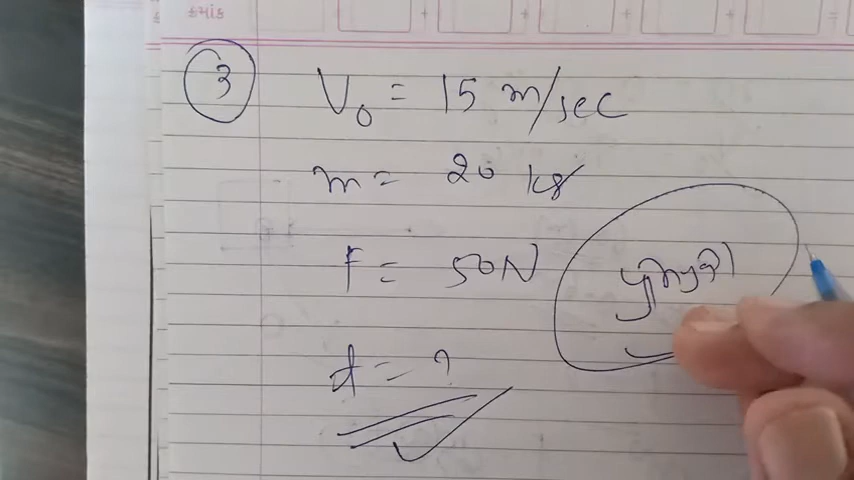 ક્રમાંક
+ + + + =
3
V₀ = 15 m/sec
m = 20 kg
F = 50N
d = ?